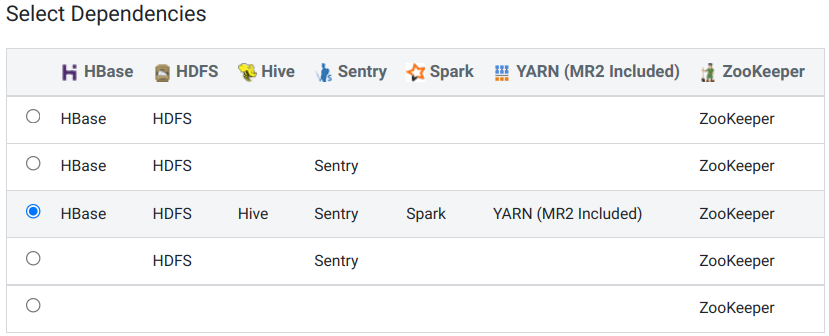 Select Dependencies
HBase HDFS Hive Sentry Spark YARN (MR2 Included) ZooKeeper
HBase HDFS ZooKeeper
HBase HDFS Sentry ZooKeeper
HBase HDFS Hive Sentry Spark YARN (MR2 Included) ZooKeeper
HDFS Sentry ZooKeeper
ZooKeeper